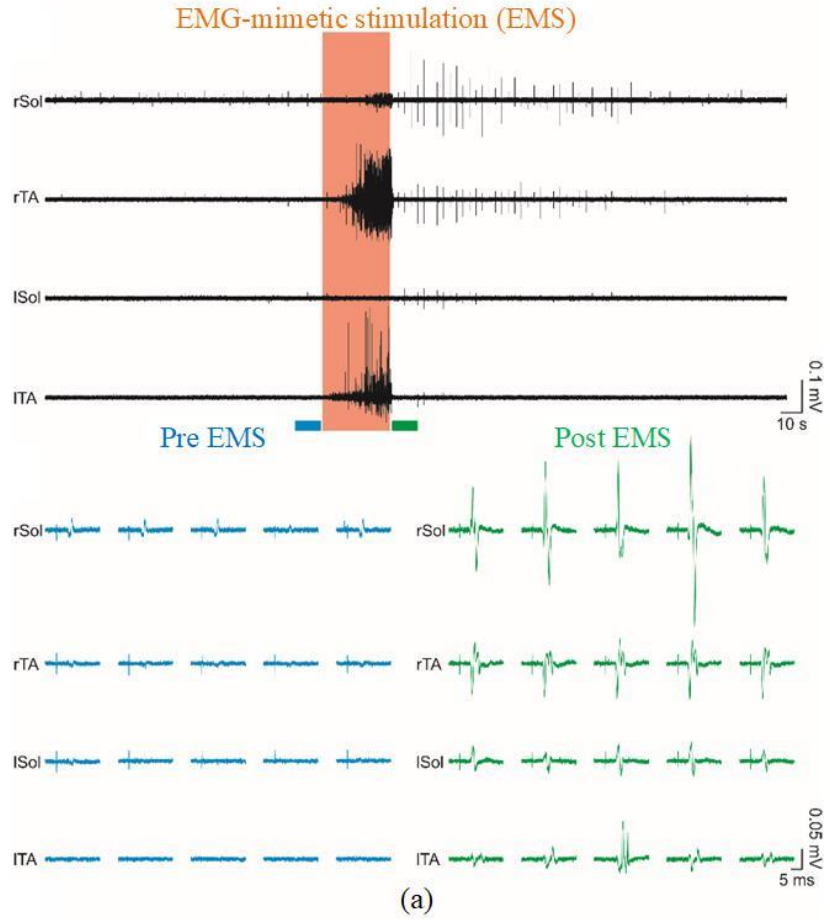 EMG-mimetic stimulation (EMS)
rSol
rTA
lSol
lTA
0.1 mV
10 s
Pre EMS
Post EMS
rSol
rSol
rTA
rTA
lSol
lSol
lTA
lTA
0.05 mV
5 ms
(a)